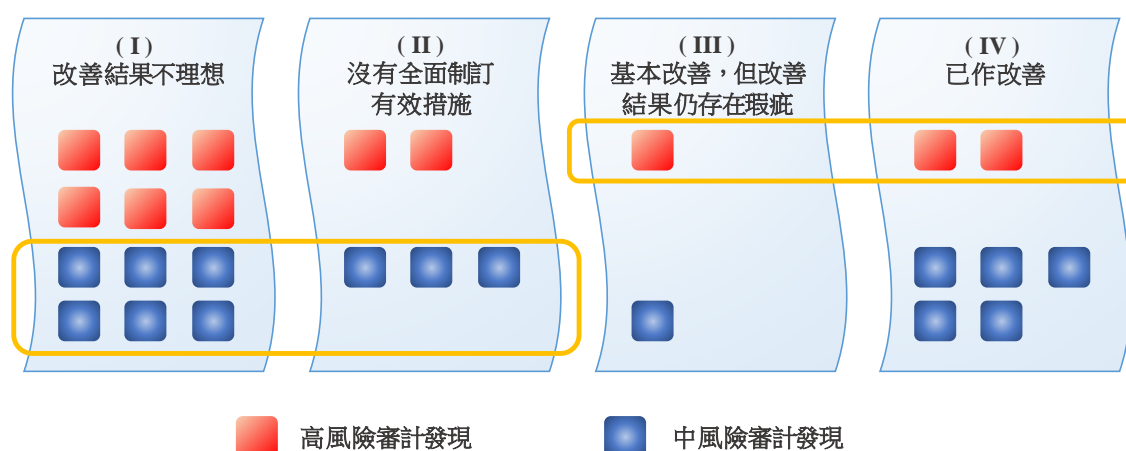 ( I )
改善結果不理想
( II )
沒有全面制訂
有效措施
( III )
基本改善，但改善
結果仍存在瑕疵
( IV )
已作改善
高風險審計發現
中風險審計發現